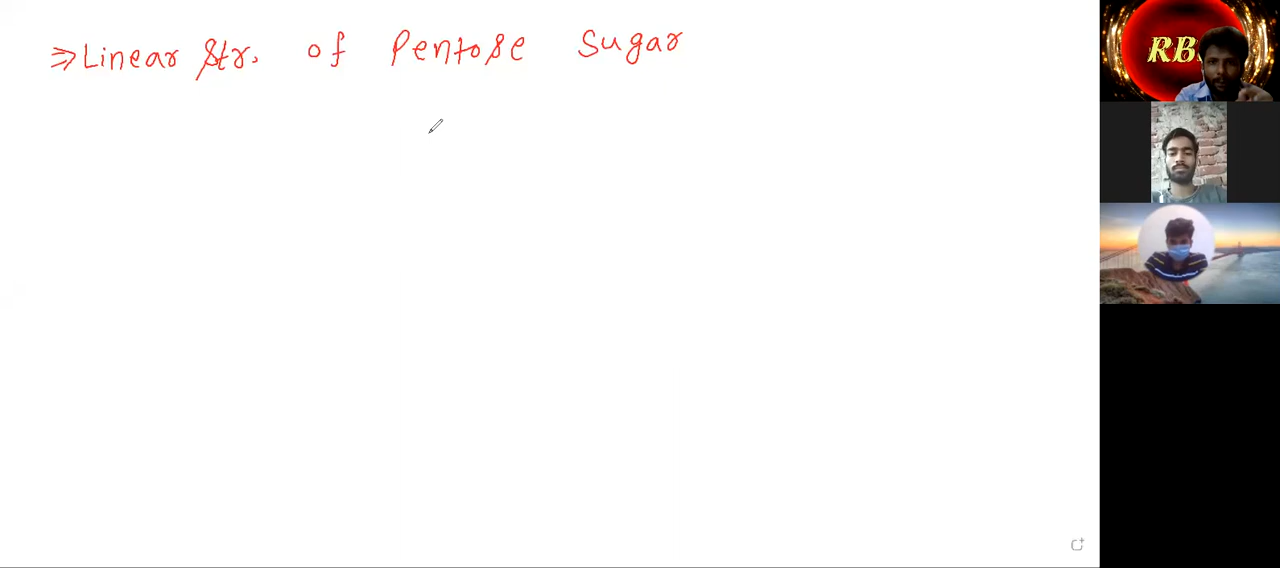 ⇒ Linear Str. of Pentose Sugar